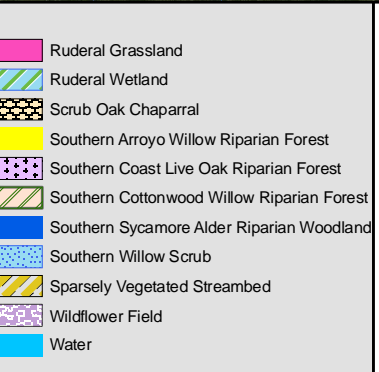 Ruderal Grassland
Ruderal Wetland
Scrub Oak Chaparral
Southern Arroyo Willow Riparian Forest
Southern Coast Live Oak Riparian Forest
Southern Cottonwood Willow Riparian Forest
Southern Sycamore Alder Riparian Woodland
Southern Willow Scrub
Sparsely Vegetated Streambed
Wildflower Field
Water